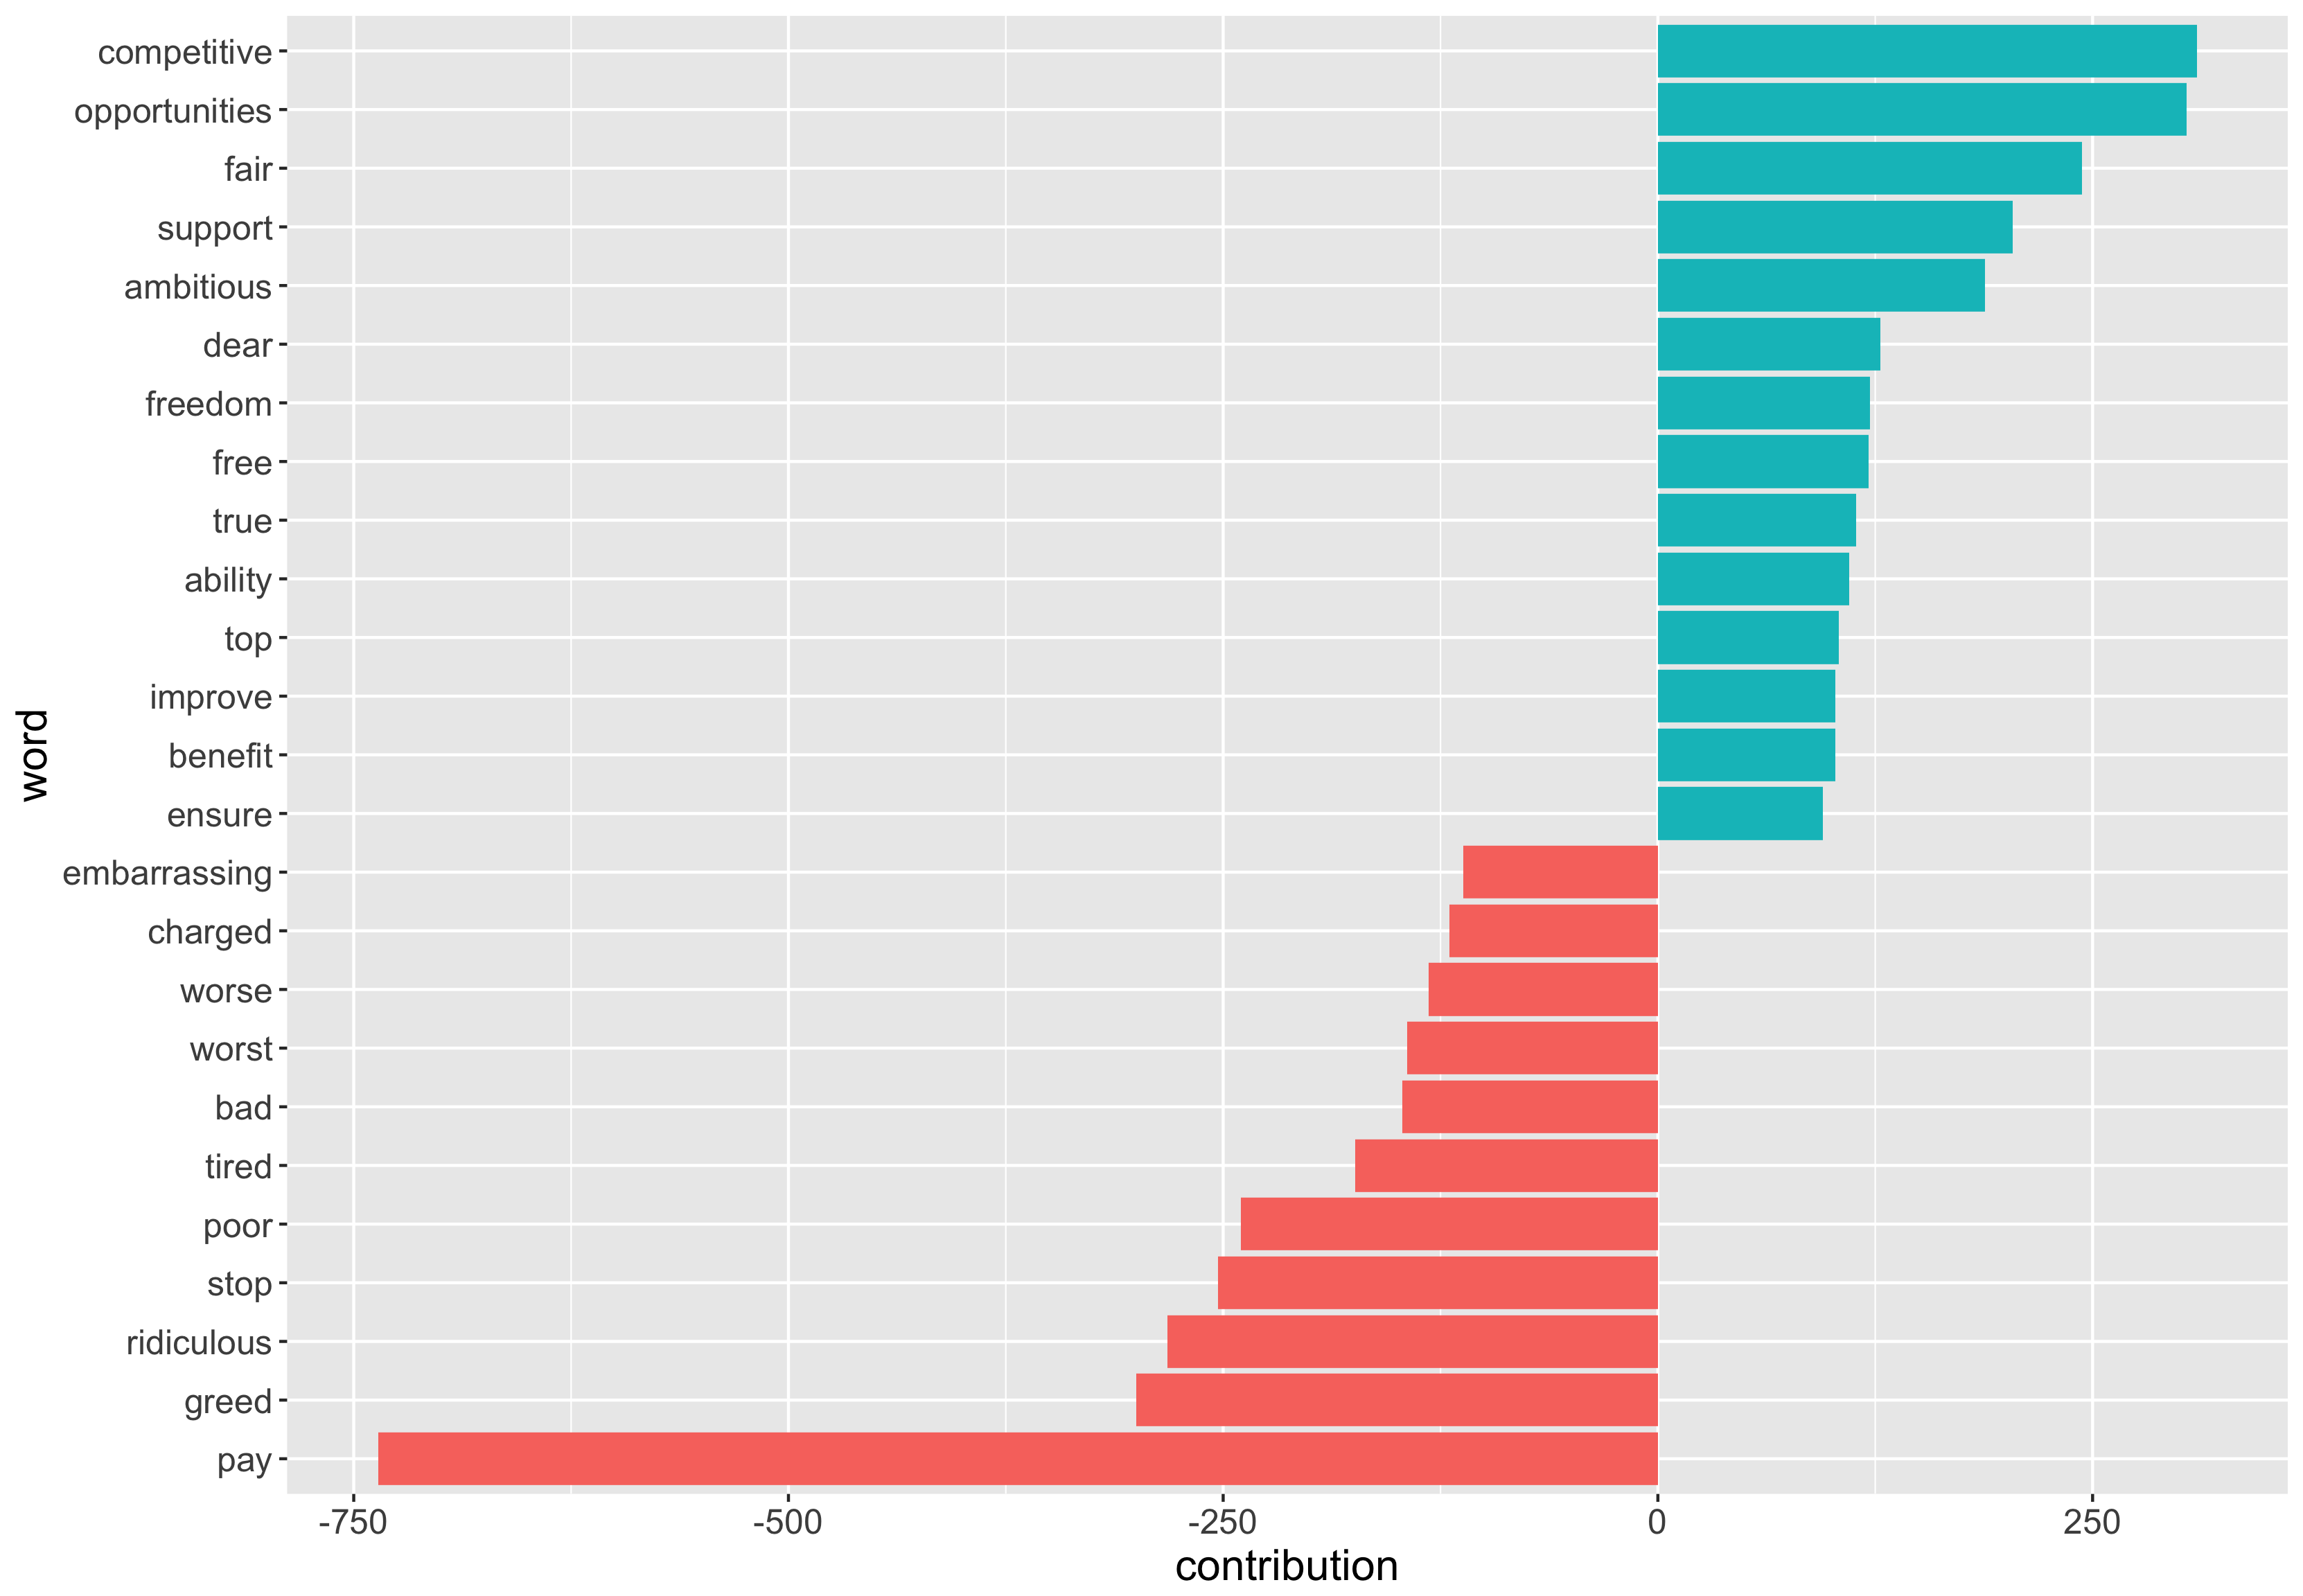 competitive
opportunities
fair
support
ambitious
dear
freedom
free
true
ability
top
improve
benefit
ensure
embarrassing
charged
worse
worst
bad
tired
poor
stop
ridiculous
greed
pay
word
-750 -500 -250 0 250
contribution